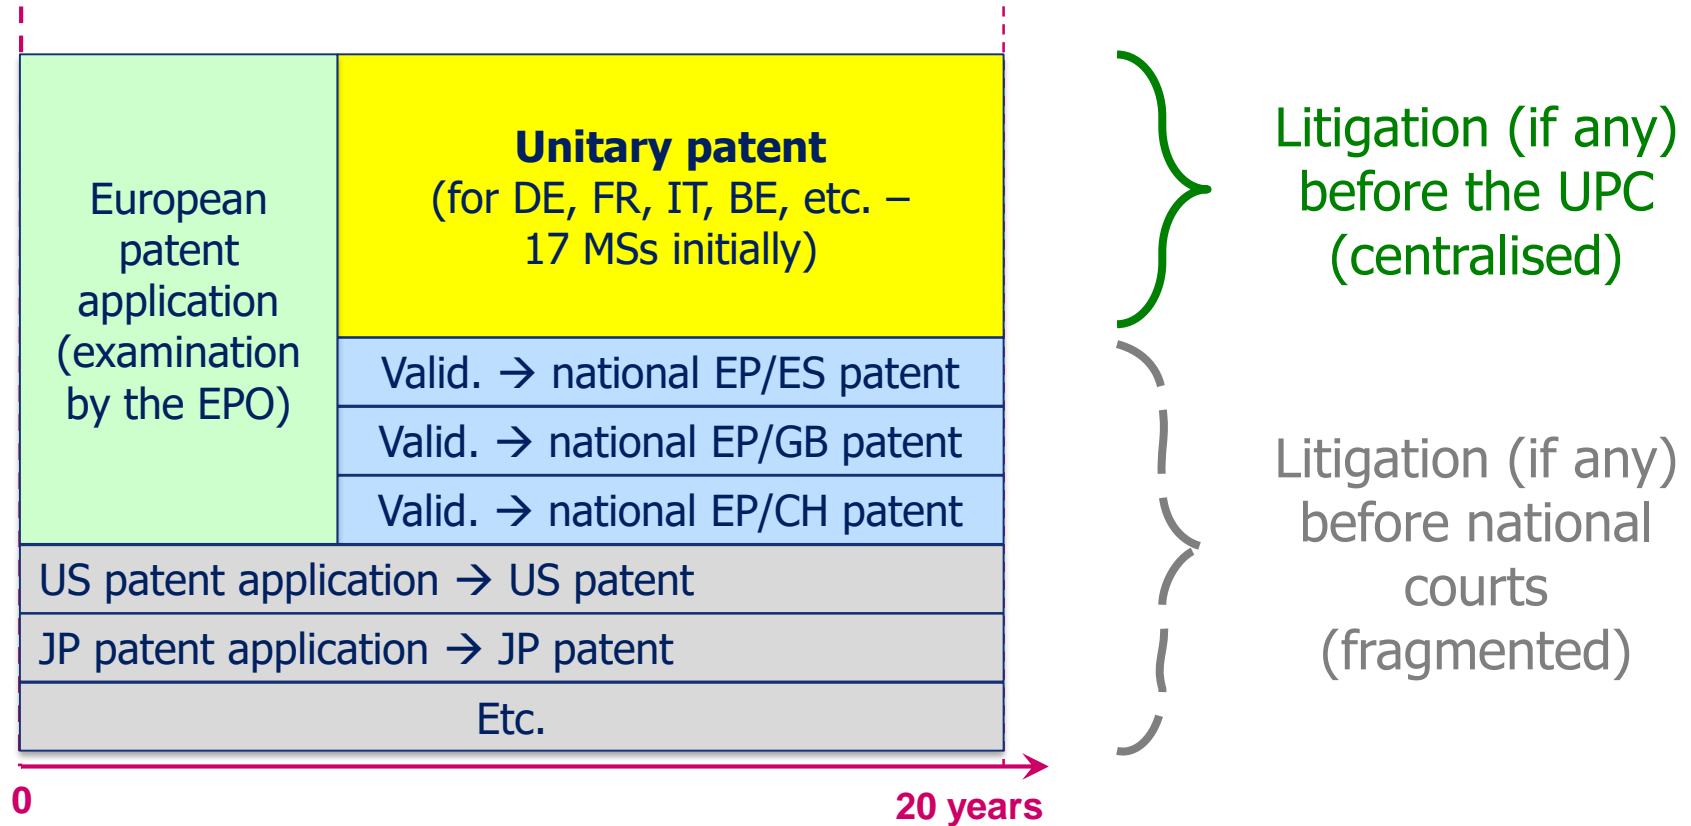 European
patent
application
(examination
by the EPO)
Unitary patent
(for DE, FR, IT, BE, etc. –
17 MSs initially)
Valid. → national EP/ES patent
Valid. → national EP/GB patent
Valid. → national EP/CH patent
US patent application → US patent
JP patent application → JP patent
Etc.
0
20 years
Litigation (if any)
before the UPC
(centralised)
Litigation (if any)
before national
courts
(fragmented)